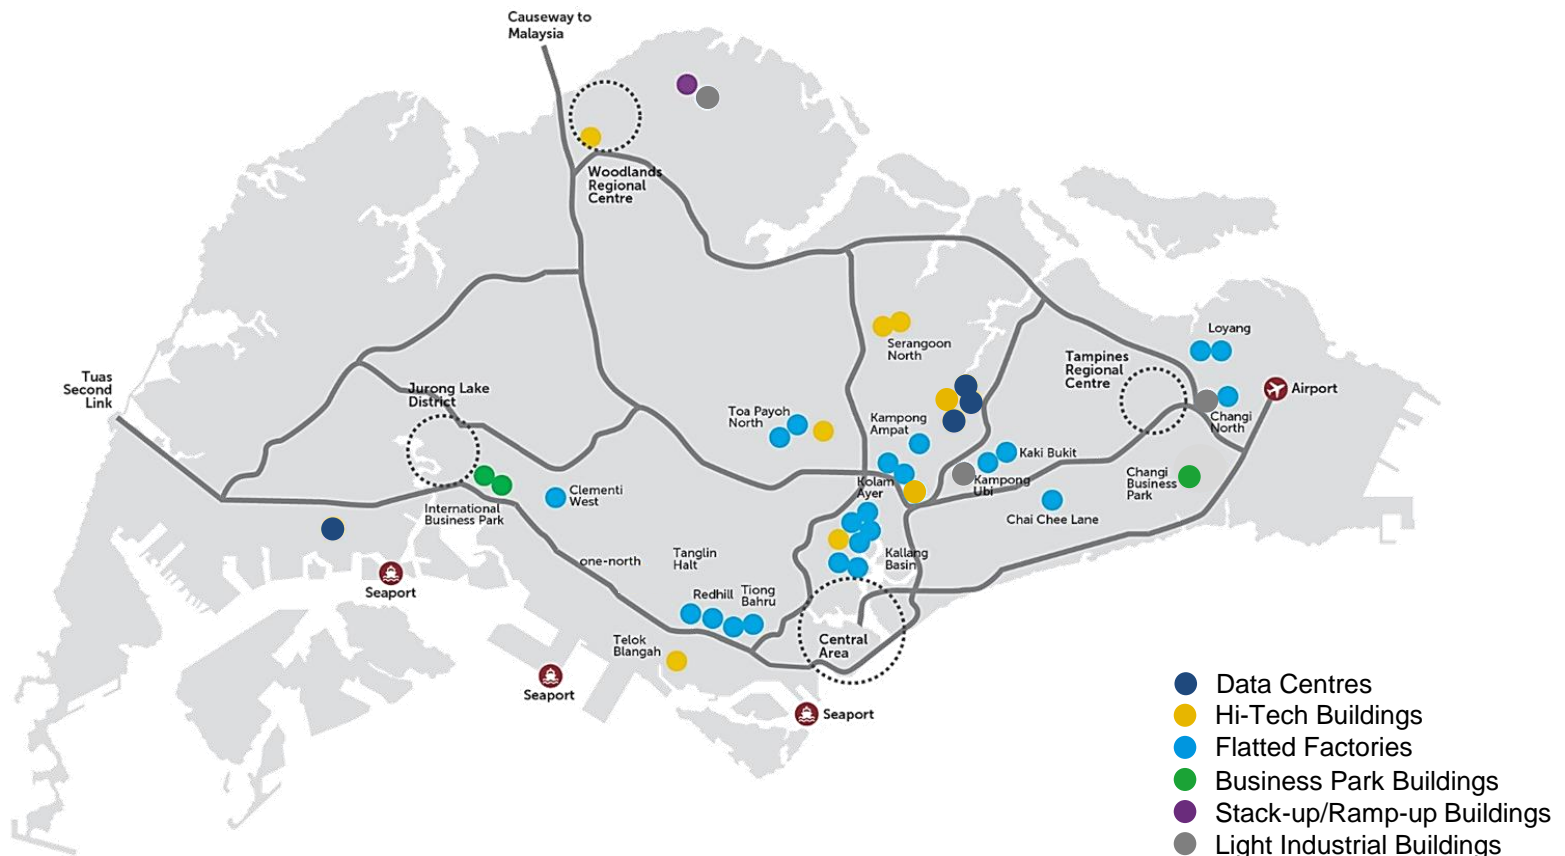 Causeway to
Malaysia
Woodlands
Regional
Centre
Serangoon
North
Loyang
Tampines
Regional
Centre
Airport
Tuas
Second
Link
Jurong Lake
District
Toa Payoh
North
Kampong
Ampat
Changi
North
Kaki Bukit
Kolam
Ayer
Kampong
Ubi
Changi
Business
Park
Clementi
West
International
Business Park
Chai Chee Lane
one-north
Tanglin
Halt
Kallang
Basin
Seaport
Redhill
Tiong
Bahru
Telok
Blangah
Central
Area
Seaport
Seaport
Data Centres
Hi-Tech Buildings
Flatted Factories
Business Park Buildings
Stack-up/Ramp-up Buildings
Light Industrial Buildings